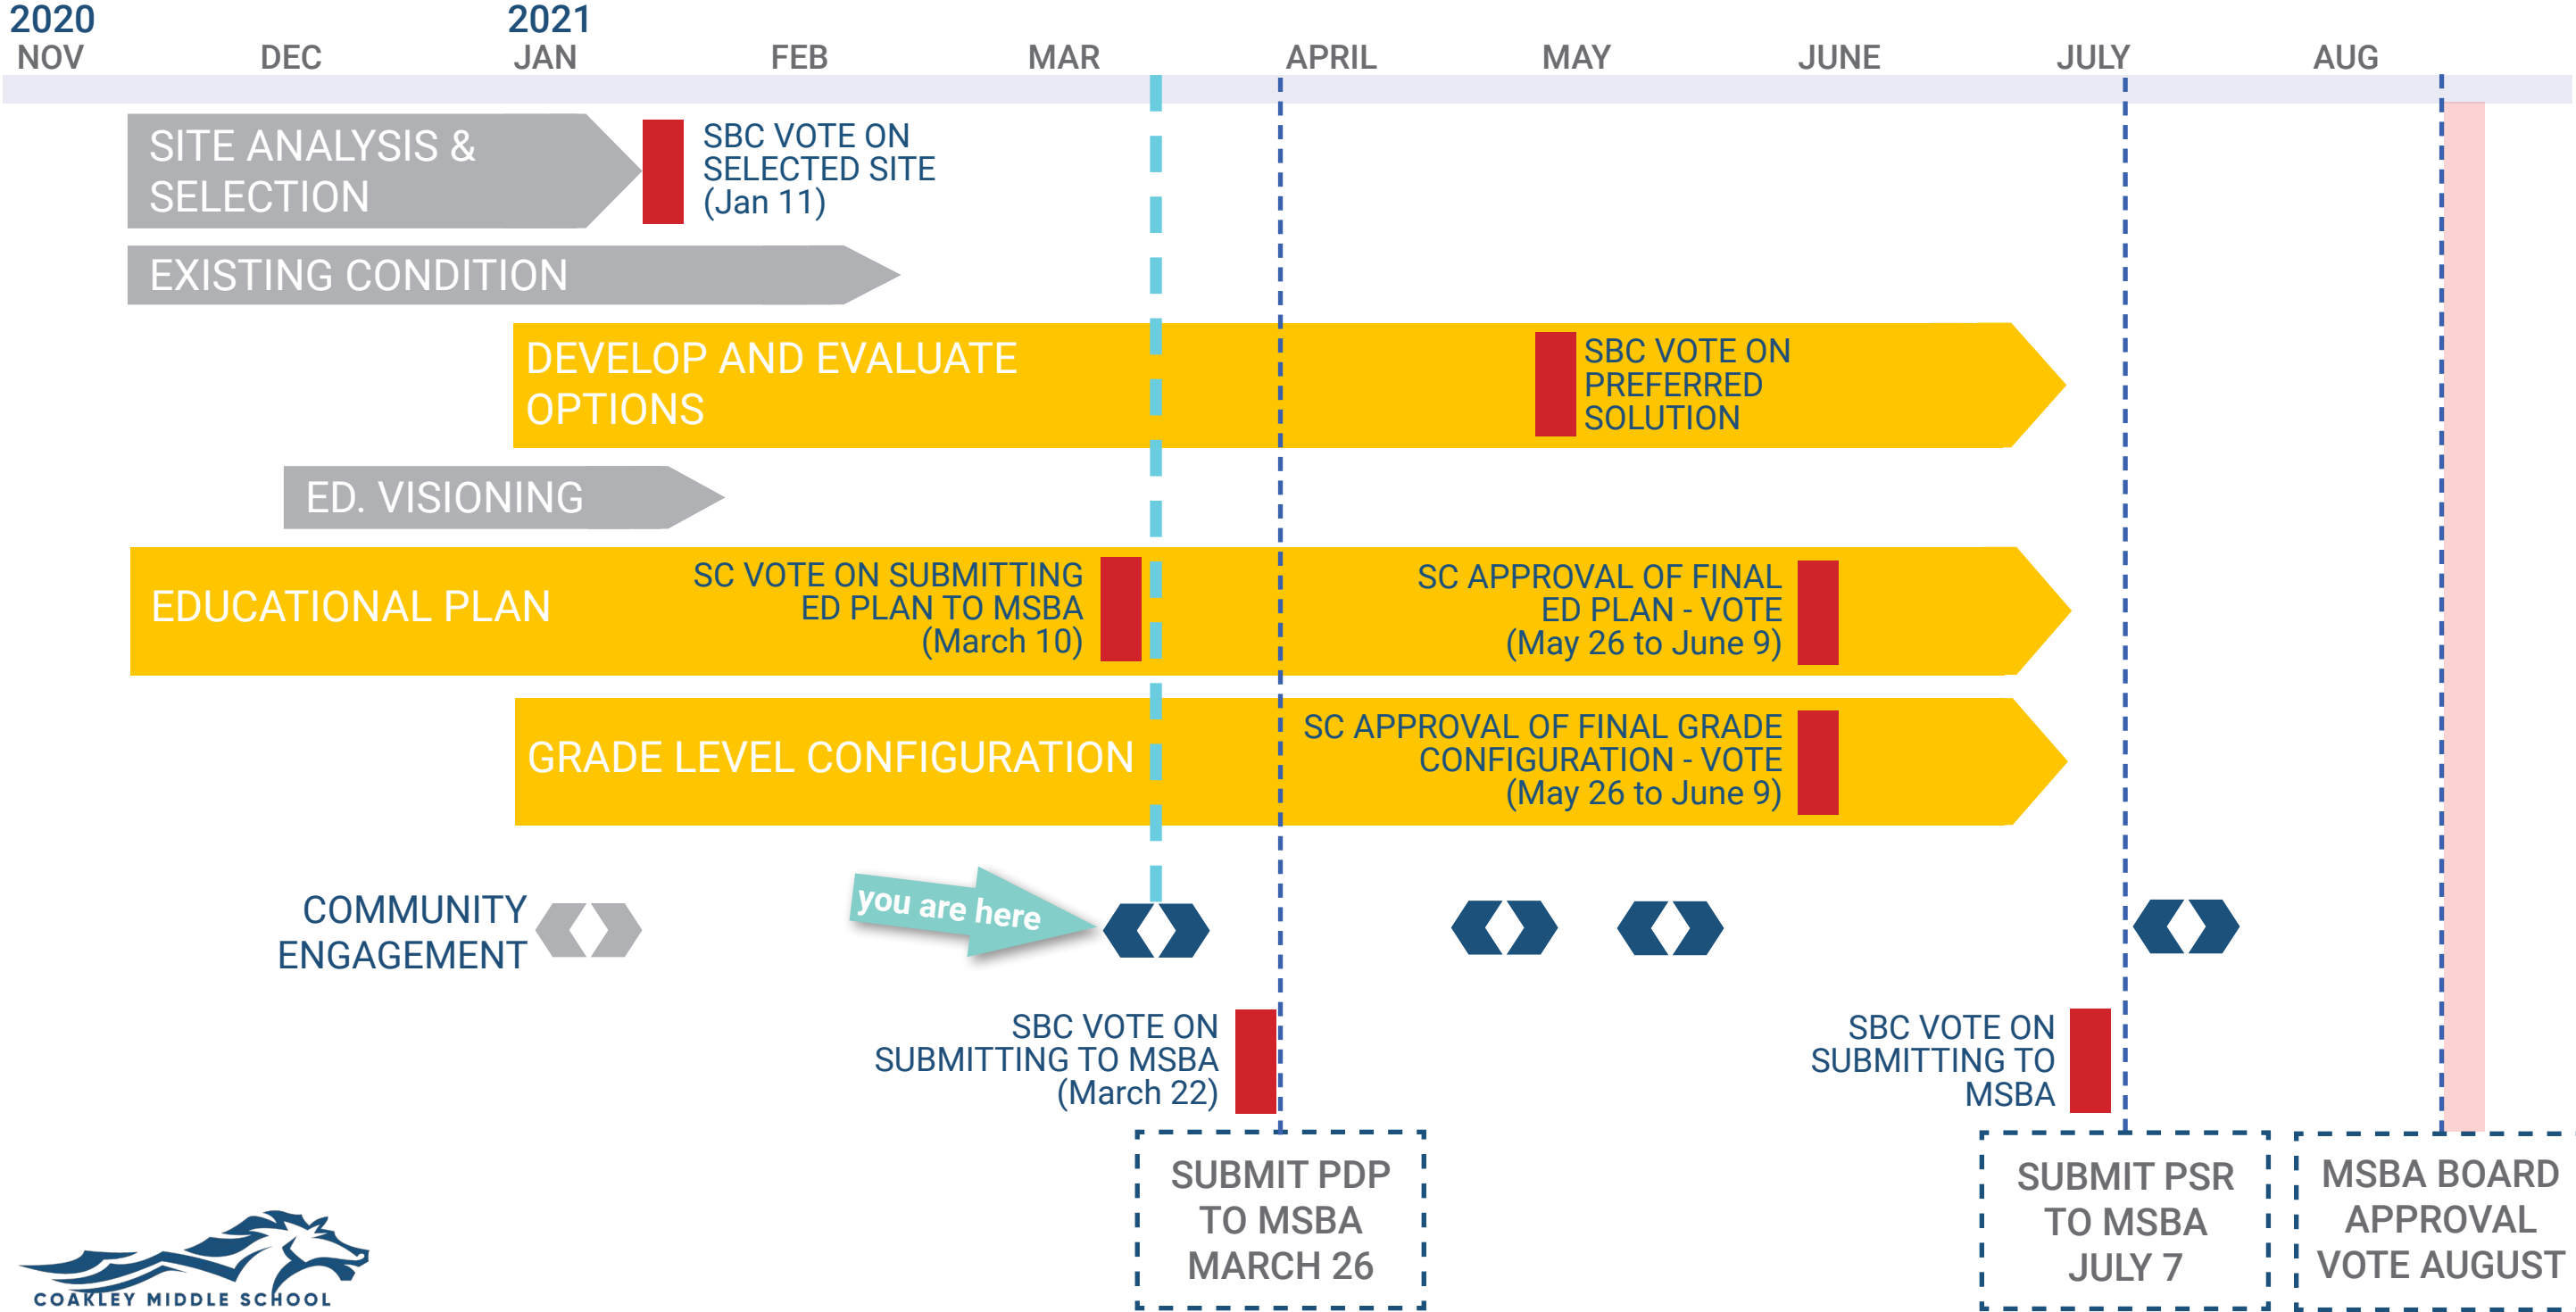 2020
2021
NOV
DEC
JAN
FEB
MAR
APRIL
MAY
JUNE
JULY
AUG
SITE ANALYSIS &
SELECTION
SBC VOTE ON
SELECTED SITE
(Jan 11)
EXISTING CONDITION
DEVELOP AND EVALUATE
OPTIONS
SBC VOTE ON
PREFERRED
SOLUTION
ED. VISIONING
EDUCATIONAL PLAN
SC VOTE ON SUBMITTING
ED PLAN TO MSBA
(March 10)
SC APPROVAL OF FINAL
ED PLAN - VOTE
(May 26 to June 9)
GRADE LEVEL CONFIGURATION
SC APPROVAL OF FINAL GRADE
CONFIGURATION - VOTE
(May 26 to June 9)
COMMUNITY
ENGAGEMENT
you are here
SBC VOTE ON
SUBMITTING TO MSBA
(March 22)
SBC VOTE ON
SUBMITTING TO
MSBA
SUBMIT PDP
TO MSBA
MARCH 26
SUBMIT PSR
TO MSBA
JULY 7
MSBA BOARD
APPROVAL
VOTE AUGUST
COAKLEY MIDDLE SCHOOL